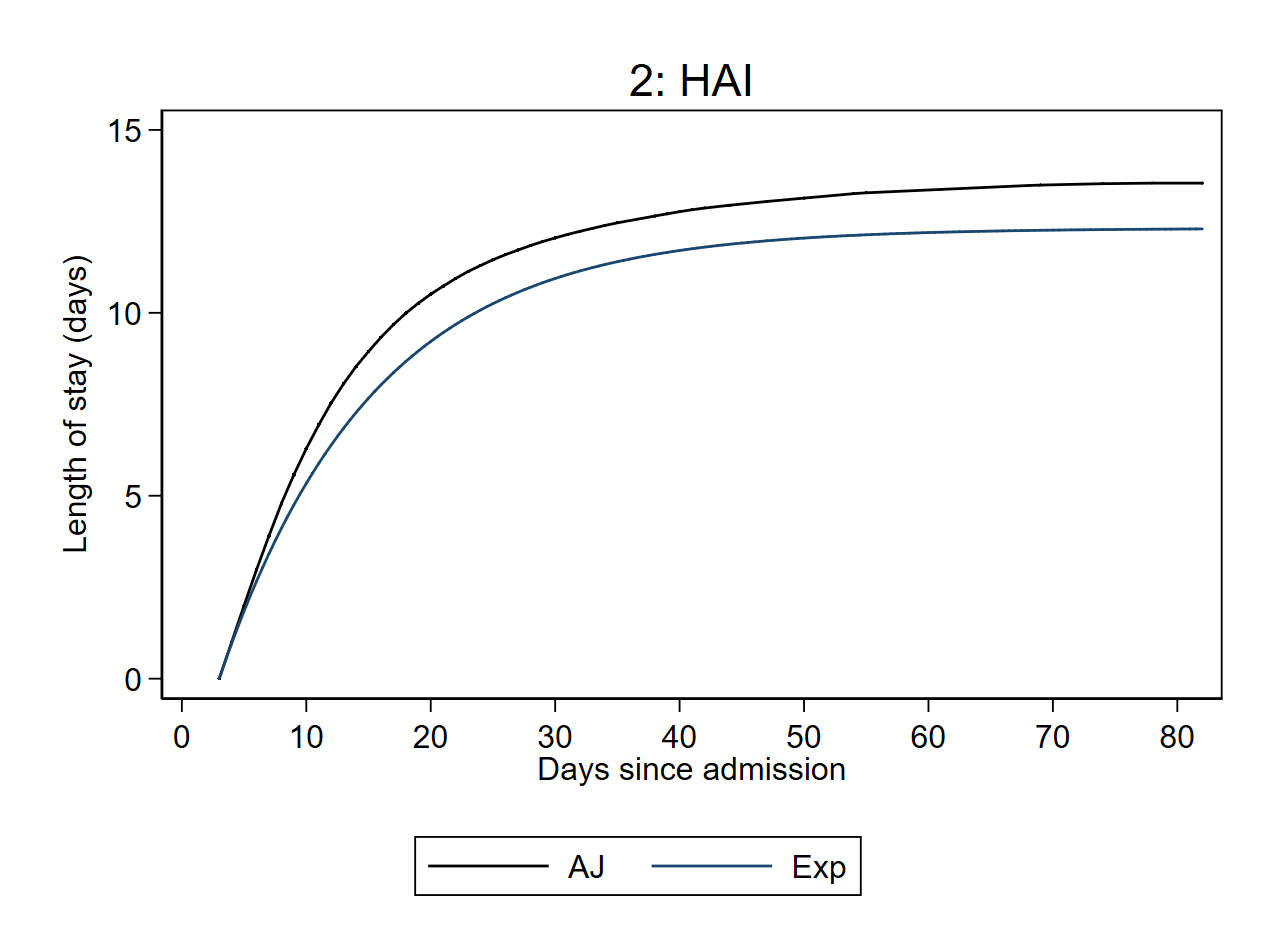 2: HAI
15
10
5
0
Length of stay (days)
0 10 20 30 40 50 60 70 80
Days since admission
AJ Exp